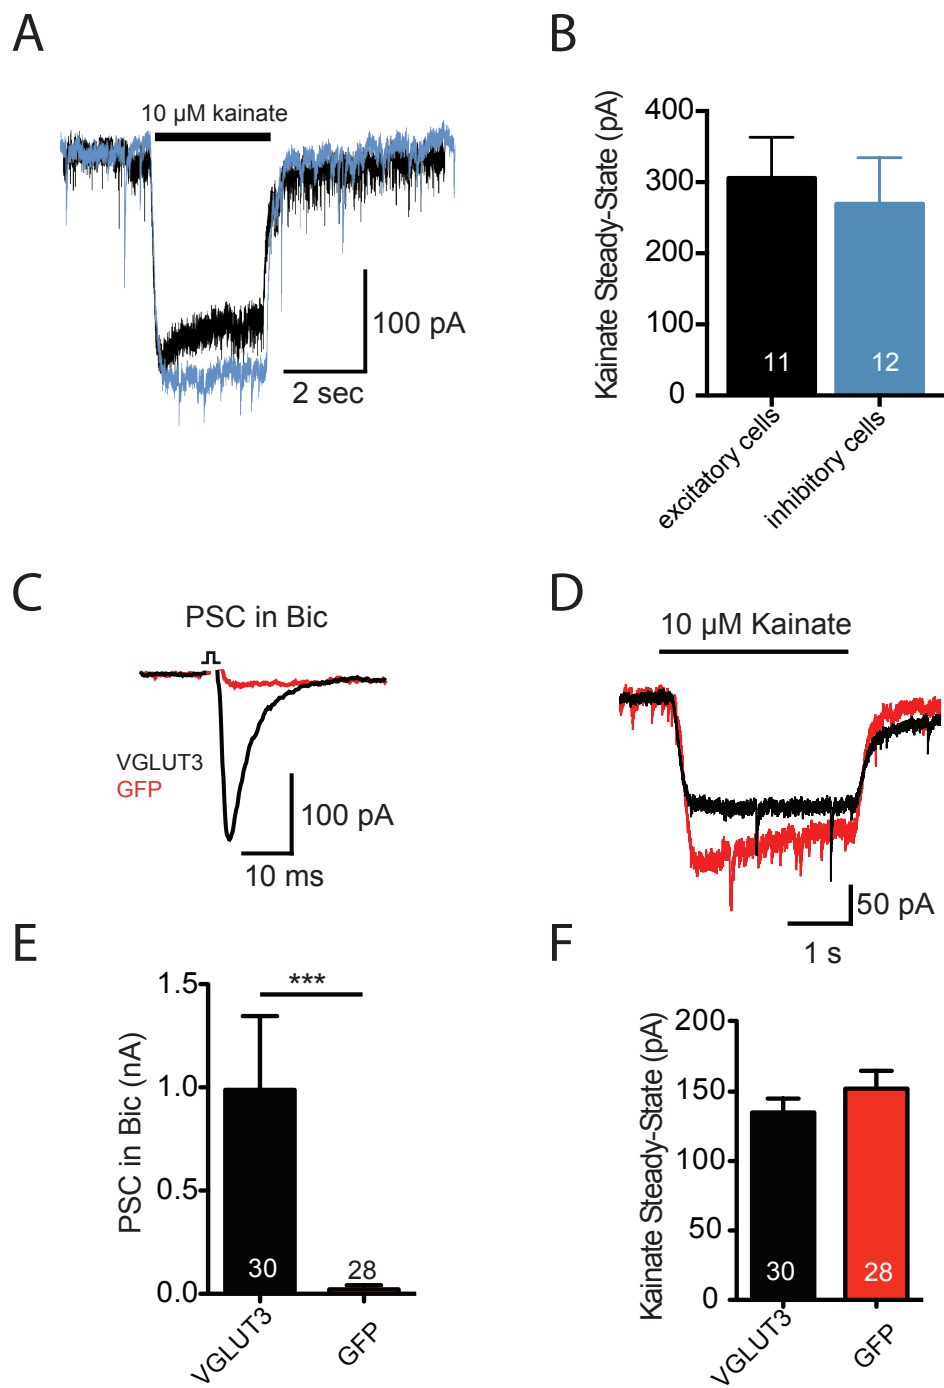 A
10 µM kainate
100 pA
2 sec
B
Kainate Steady-State (pA)
400
300
200
100
0
11
12
excitatory cells
inhibitory cells
C
PSC in Bic
VGLUT3
GFP
100 pA
10 ms
D
10 µM Kainate
50 pA
1 s
E
PSC in Bic (nA)
1.5
1.0
0.5
0.0
***
30
28
VGLUT3
GFP
F
Kainate Steady-State (pA)
200
150
100
50
0
30
28
VGLUT3
GFP